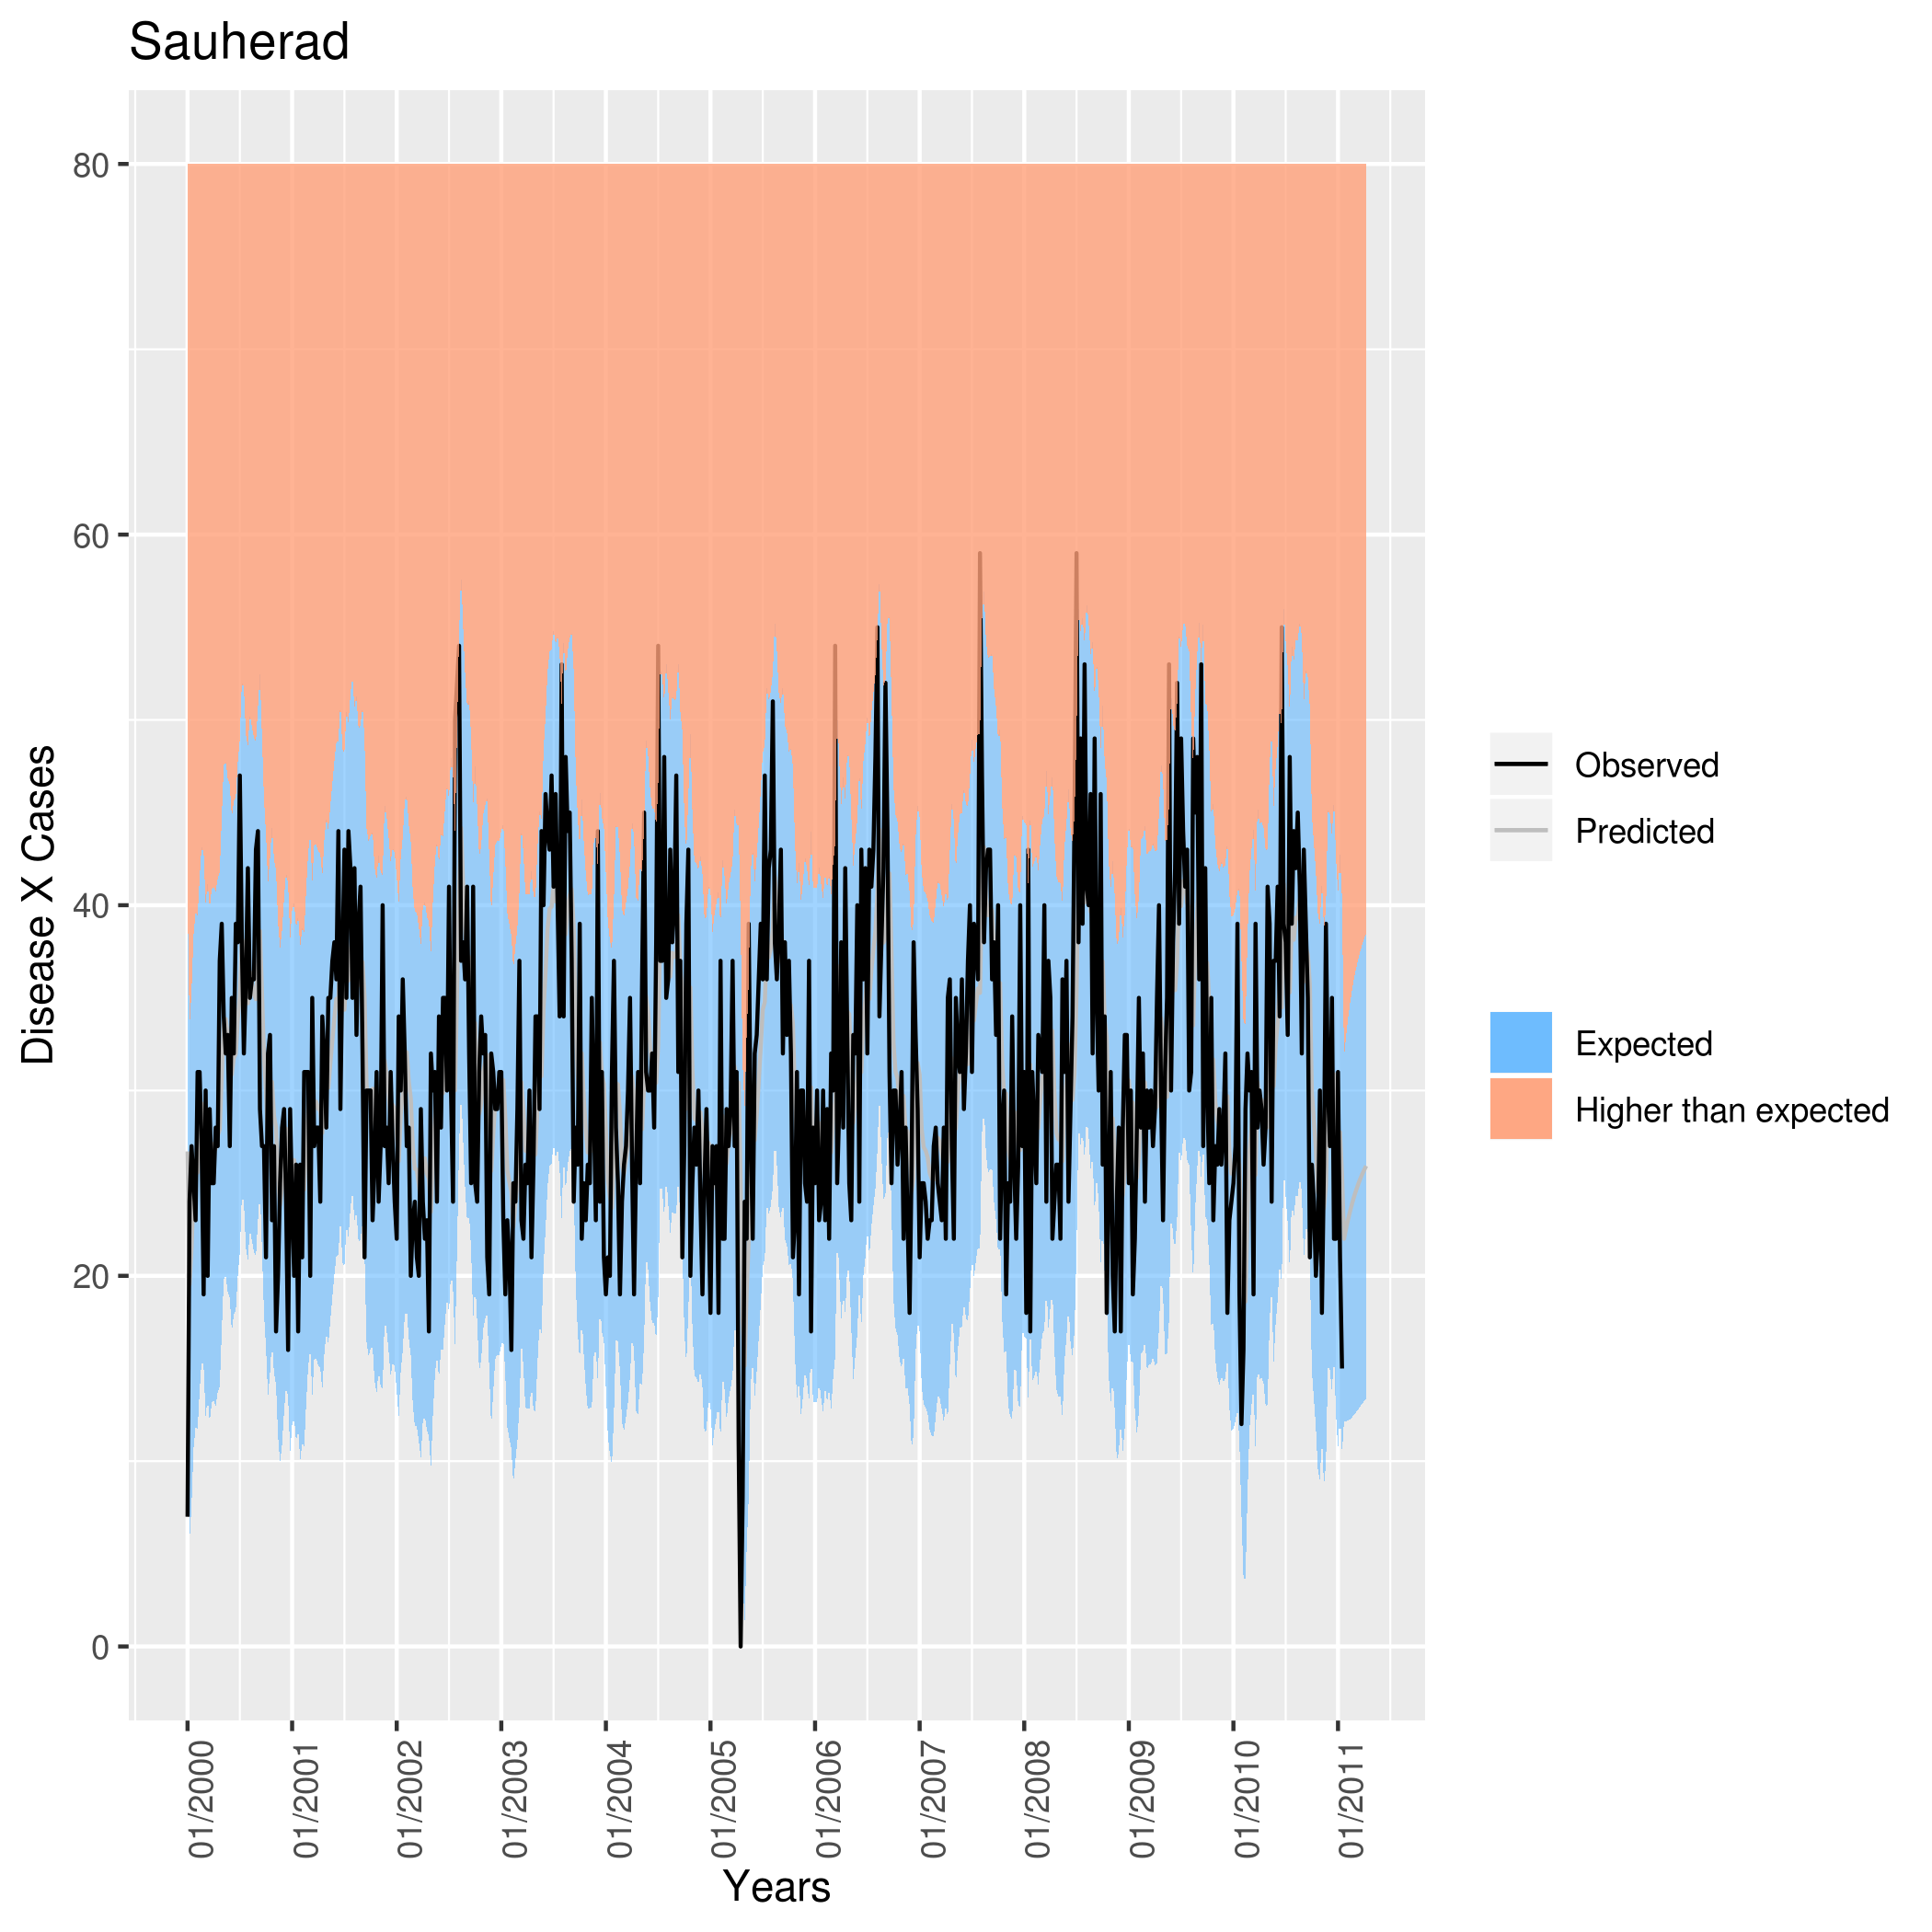 Sauherad
Disease X Cases
80
60
40
20
0
01/2000
01/2001
01/2002
01/2003
01/2004
01/2005
01/2006
01/2007
01/2008
01/2009
01/2010
01/2011
Years
Observed
Predicted
Expected
Higher than expected